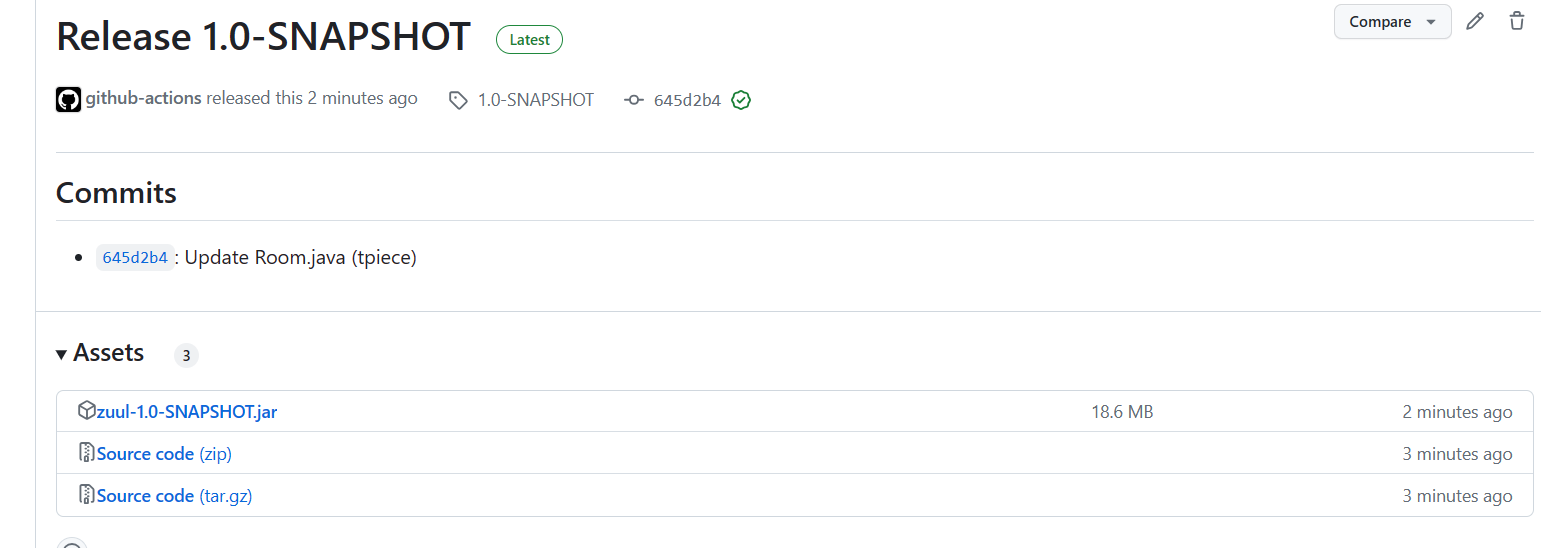 Release 1.0-SNAPSHOT Latest Compare
github-actions released this 2 minutes ago 1.0-SNAPSHOT 645d2b4
Commits
645d2b4: Update Room.java (tpiece)
Assets 3
zuul-1.0-SNAPSHOT.jar 18.6 MB 2 minutes ago
Source code (zip) 3 minutes ago
Source code (tar.gz) 3 minutes ago